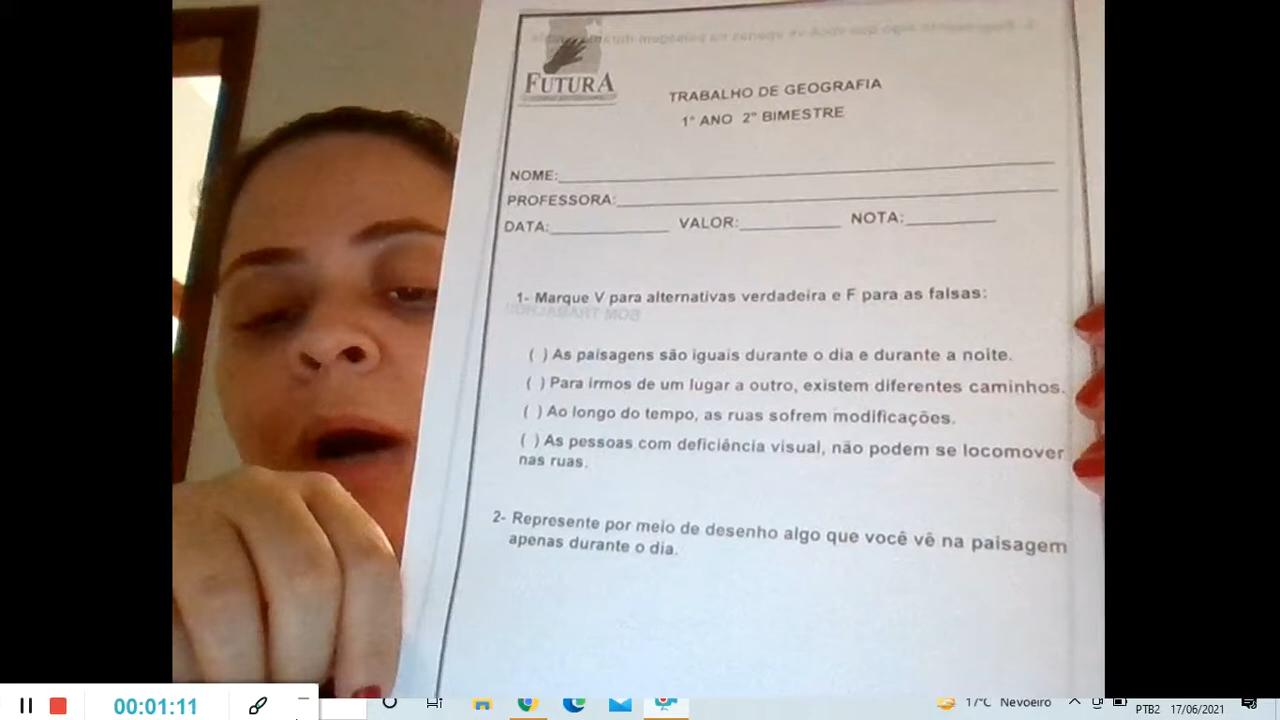 FUTURA
TRABALHO DE GEOGRAFIA
1° ANO 2° BIMESTRE
NOME:
PROFESSORA:
DATA: VALOR: NOTA:
1- Marque V para alternativas verdadeira e F para as falsas:
BOM TRABALHO!
( ) As paisagens são iguais durante o dia e durante a noite.
( ) Para irmos de um lugar a outro, existem diferentes caminhos.
( ) Ao longo do tempo, as ruas sofrem modificações.
( ) As pessoas com deficiência visual, não podem se locomover
nas ruas.
2- Represente por meio de desenho algo que você vê na paisagem
apenas durante o dia.
00:01:11
17°C Nevoeiro
PTB2 17/06/2021